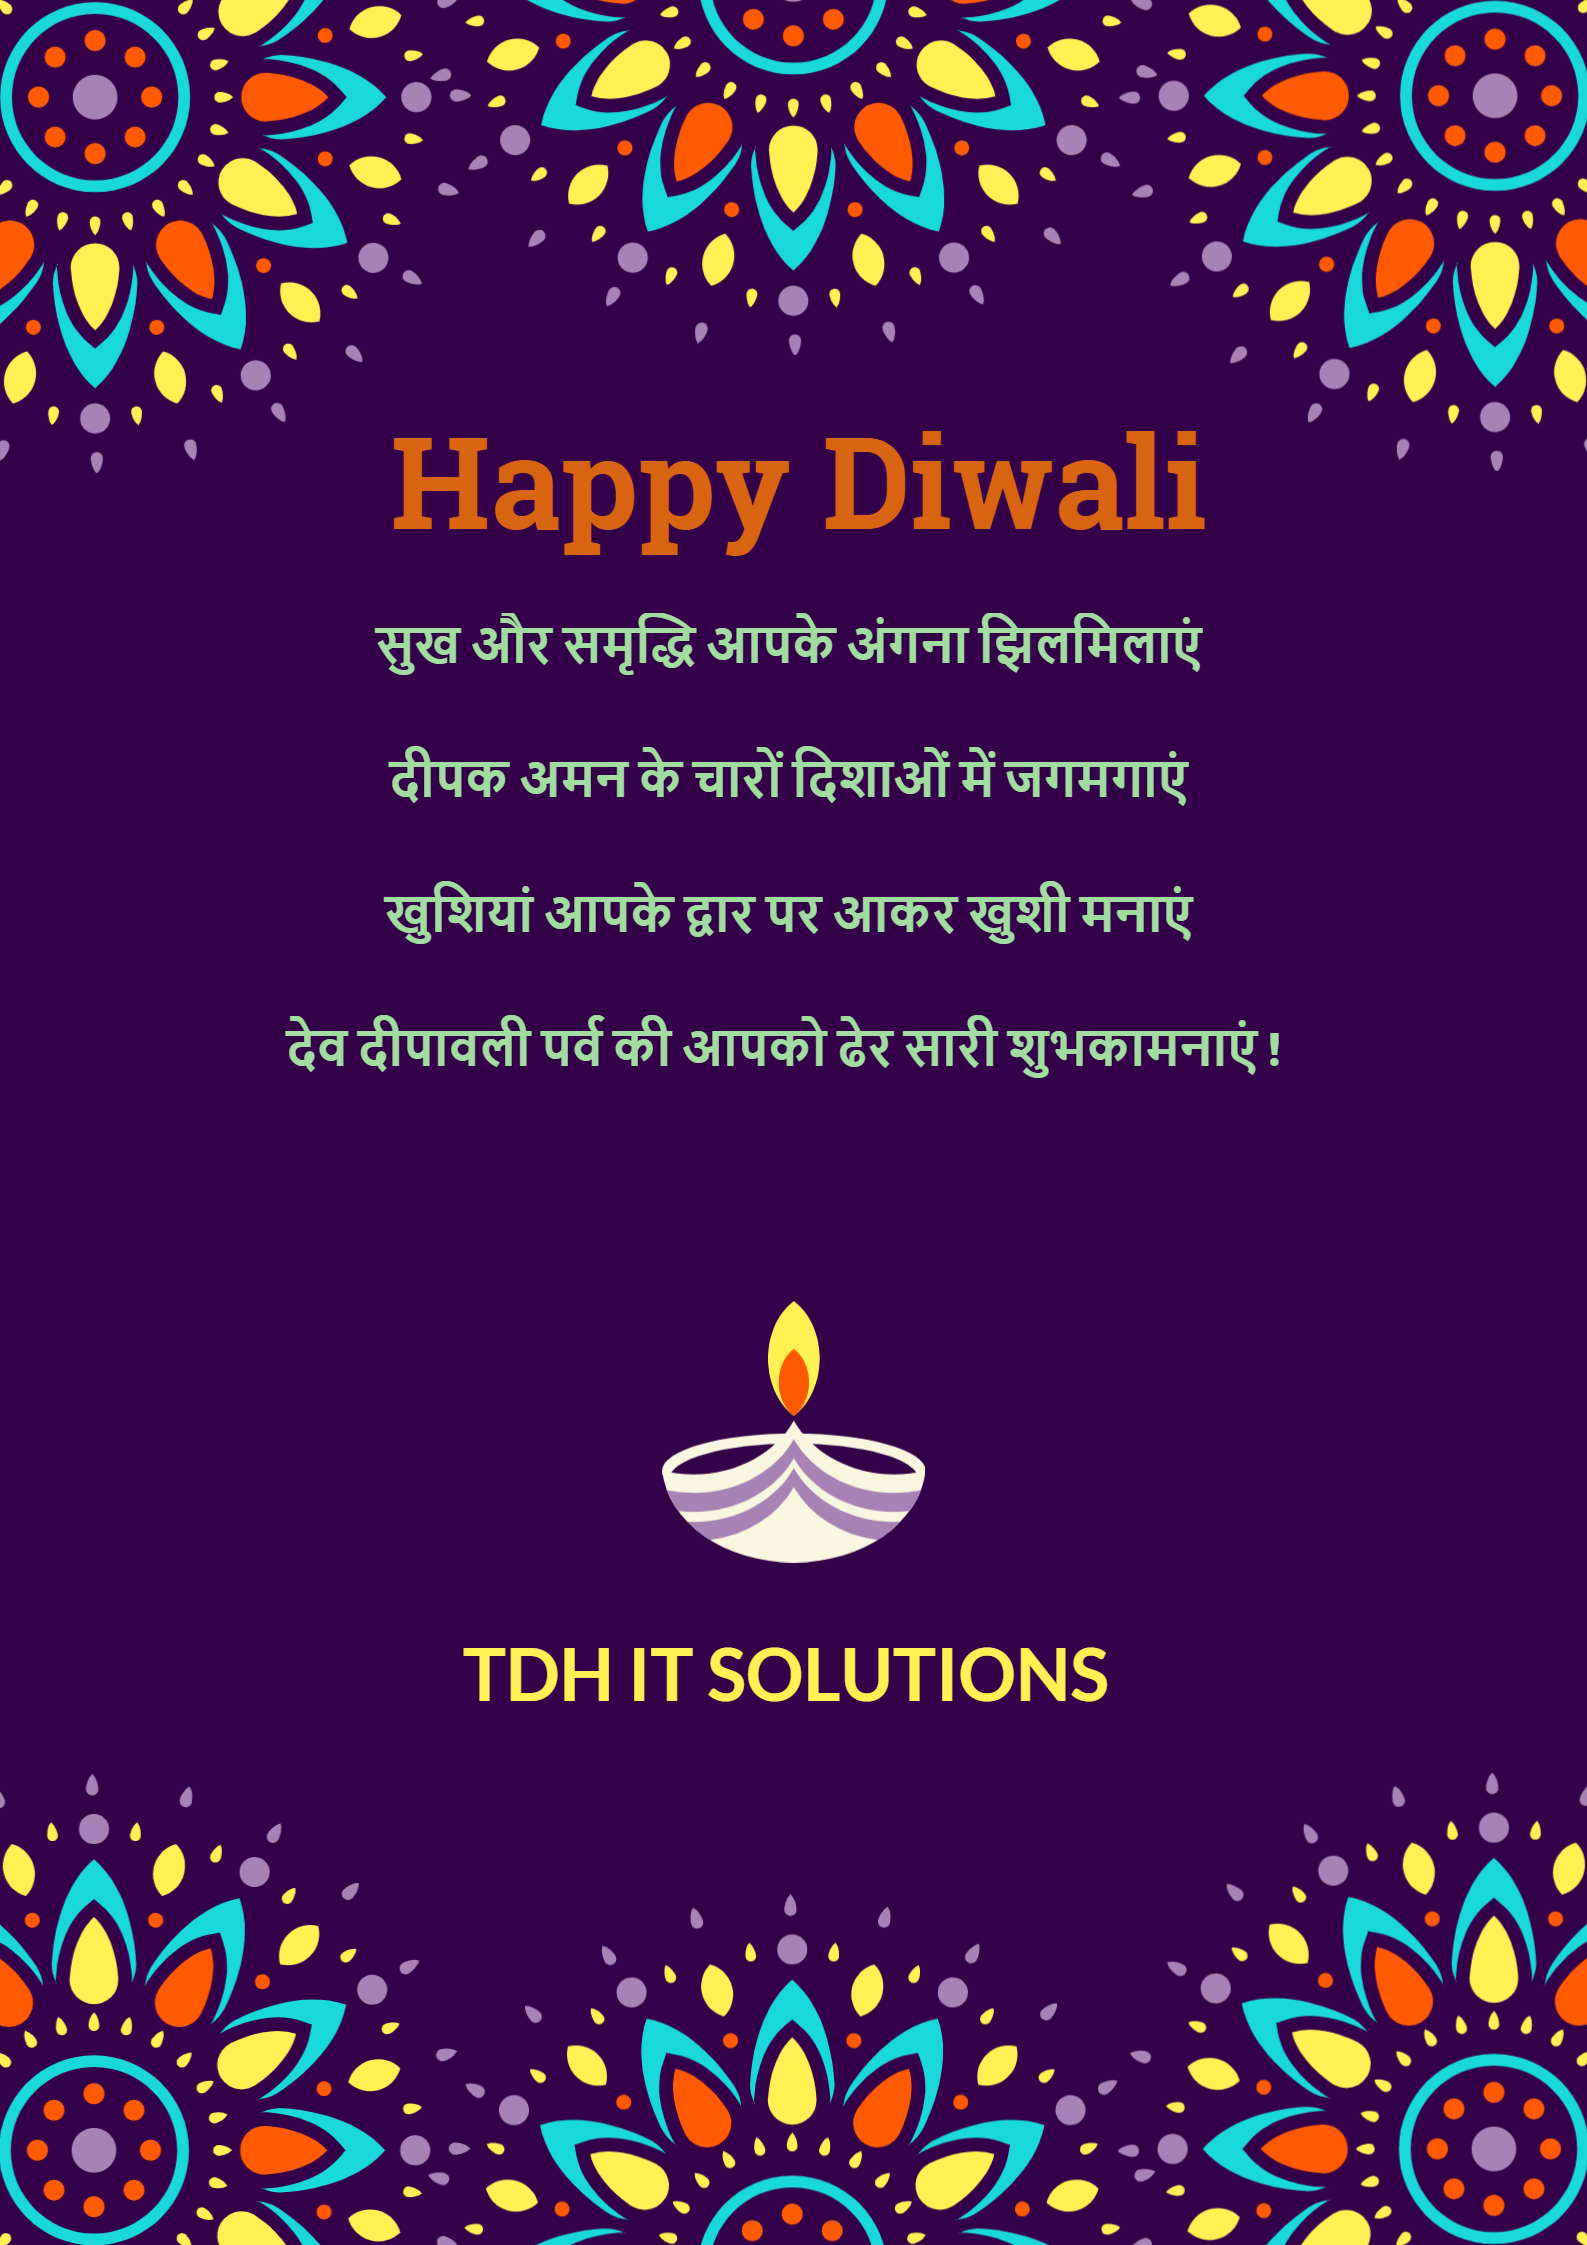 Happy Diwali
सुख और समृद्धि आपके अंगना झिलमिलाएं
दीपक अमन के चारों दिशाओं में जगमगाएं
खुशियां आपके द्वार पर आकर खुशी मनाएं
देव दीपावली पर्व की आपको ढेर सारी शुभकामनाएं !
TDH IT SOLUTIONS